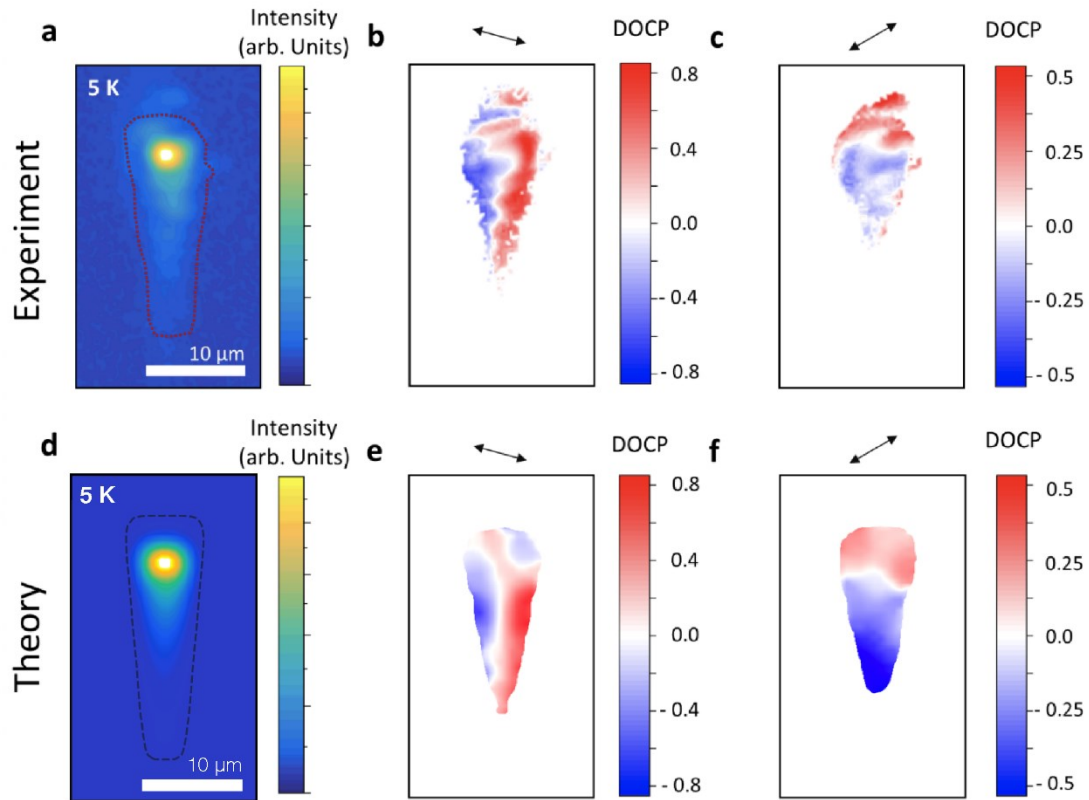 a
Intensity
(arb. Units)
5 K
10 μm
b
DOCP
0.8
0.4
0.0
- 0.4
- 0.8
c
DOCP
0.5
0.25
0.0
- 0.25
- 0.5
Experiment
d
Intensity
(arb. Units)
5 K
10 μm
e
DOCP
0.8
0.4
0.0
- 0.4
- 0.8
f
DOCP
0.5
0.25
0.0
- 0.25
- 0.5
Theory